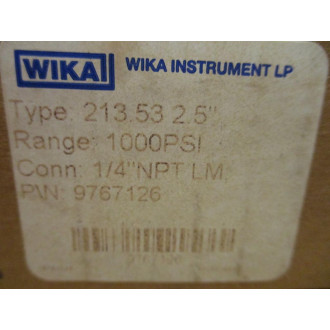 WIKA WIKA INSTRUMENT LP
Type: 213.53 2.5"
Range: 1000PSI
Conn: 1/4"NPT LM
P\N: 9767126